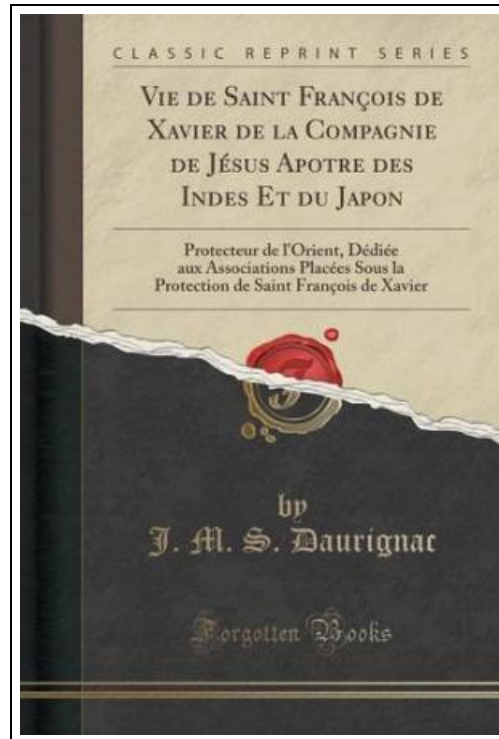 CLASSIC REPRINT SERIES
VIE DE SAINT FRANÇOIS DE
XAVIER DE LA COMPAGNIE
DE JÉSUS APOTRE DES
INDES ET DU JAPON
Protecteur de l'Orient, Dédiée
aux Associations Placées Sous la
Protection de Saint François de Xavier
by
J. M. S. Daurignac
Forgotten Books